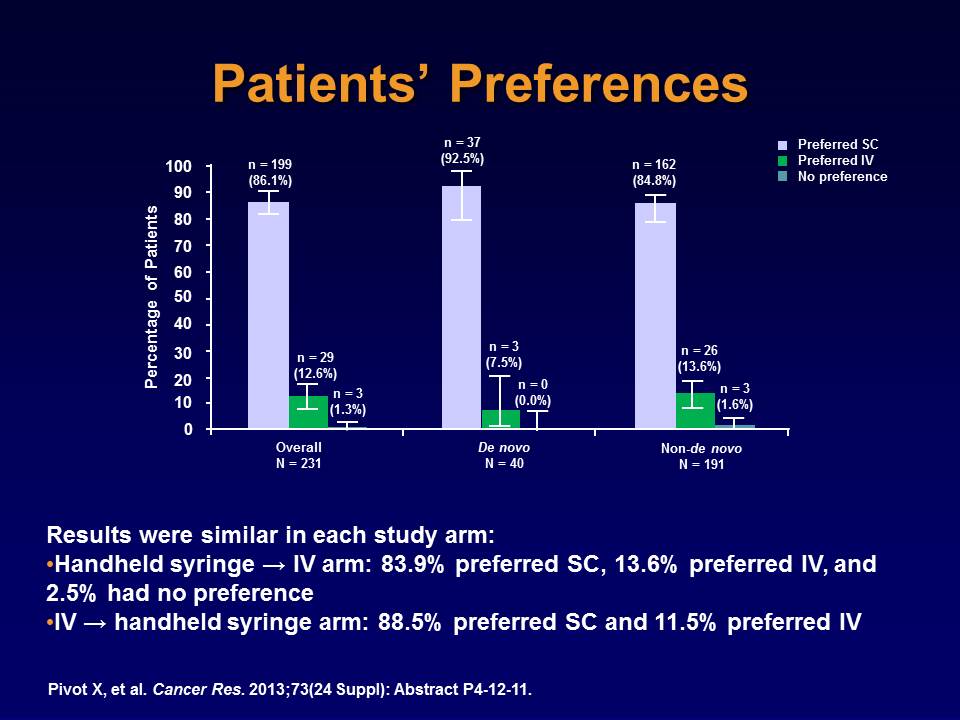 Patients’ Preferences
Preferred SC
Preferred IV
No preference
Percentage of Patients
100
90
80
70
60
50
40
30
20
10
0
n = 199
(86.1%)
n = 29
(12.6%)
n = 3
(1.3%)
n = 37
(92.5%)
n = 3
(7.5%)
n = 0
(0.0%)
n = 162
(84.8%)
n = 26
(13.6%)
n = 3
(1.6%)
Overall
N = 231
De novo
N = 40
Non-de novo
N = 191
Results were similar in each study arm:
•Handheld syringe → IV arm: 83.9% preferred SC, 13.6% preferred IV, and
2.5% had no preference
•IV → handheld syringe arm: 88.5% preferred SC and 11.5% preferred IV
Pivot X, et al. Cancer Res. 2013;73(24 Suppl): Abstract P4-12-11.